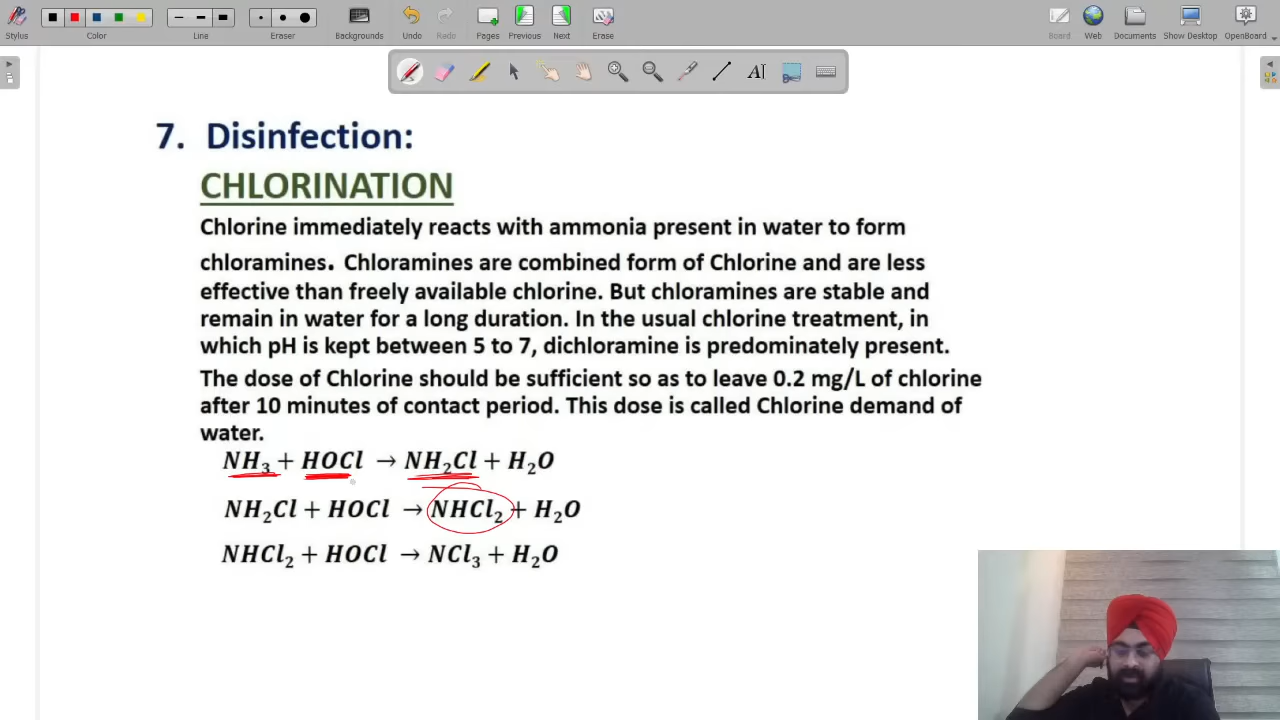 Stylus Color Line Eraser Backgrounds Undo Redo Pages Previous Next Erase Board Web Documents Show Desktop OpenBoard
7. Disinfection:
CHLORINATION
Chlorine immediately reacts with ammonia present in water to form
chloramines. Chloramines are combined form of Chlorine and are less
effective than freely available chlorine. But chloramines are stable and
remain in water for a long duration. In the usual chlorine treatment, in
which pH is kept between 5 to 7, dichloramine is predominately present.
The dose of Chlorine should be sufficient so as to leave 0.2 mg/L of chlorine
after 10 minutes of contact period. This dose is called Chlorine demand of
water.
NH₃ + HOCl → NH₂Cl + H₂O
NH₂Cl + HOCl → NHCl₂ + H₂O
NHCl₂ + HOCl → NCl₃ + H₂O